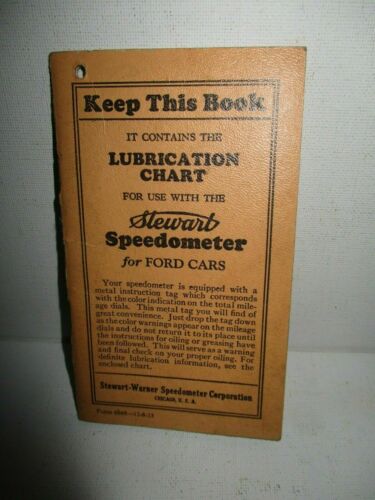 Keep This Book
IT CONTAINS THE
LUBRICATION
CHART
FOR USE WITH THE
Stewart
Speedometer
for FORD CARS
Your speedometer is equipped with a
metal instruction tag which corresponds
with the color indication on the total mile-
age dials. This metal tag you will find of
great convenience. Just drop the tag down
as the color warnings appear on the mileage
dials and do not return it to its place until
the instructions for oiling or greasing have
been followed. This will serve as a warning
and final check on your proper oiling. For
definite lubrication information, see the
enclosed chart.
Stewart-Warner Speedometer Corporation
CHICAGO, U. S. A.
Form